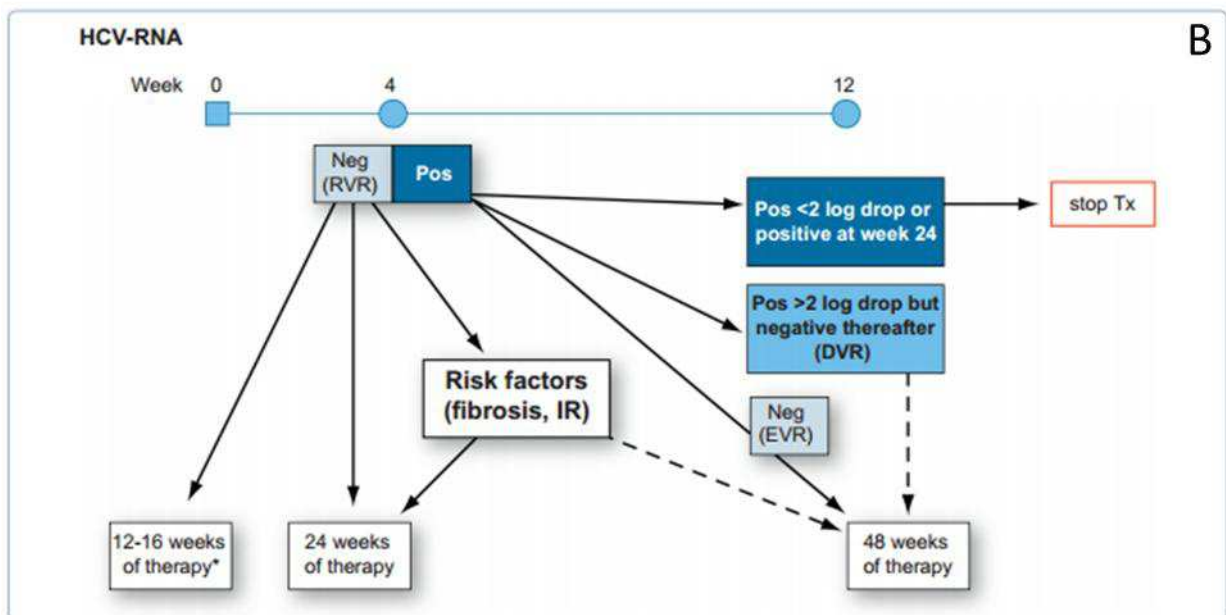 B
HCV-RNA
Week 0 4 12
Neg
(RVR)
Pos
Pos <2 log drop or
positive at week 24
stop Tx
Pos >2 log drop but
negative thereafter
(DVR)
Risk factors
(fibrosis, IR)
Neg
(EVR)
12-16 weeks
of therapy*
24 weeks
of therapy
48 weeks
of therapy